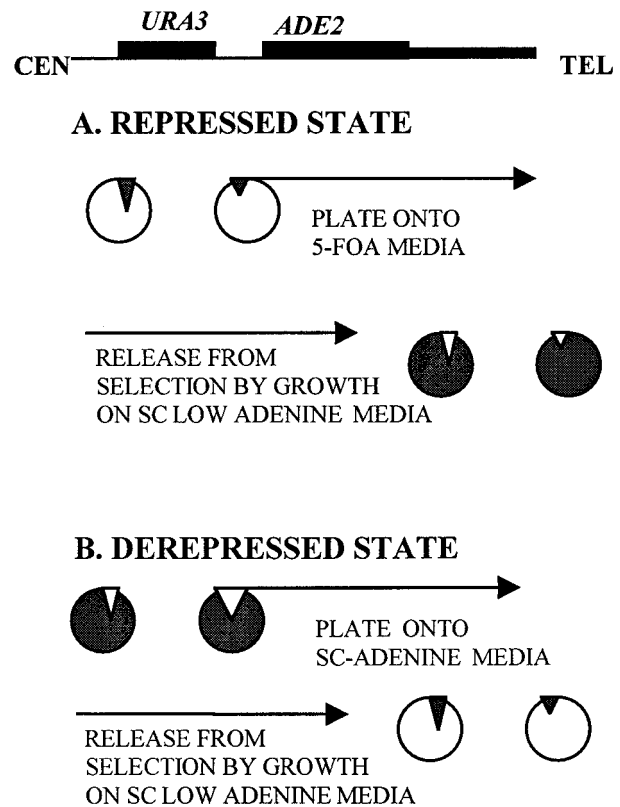 URA3 ADE2
CEN TEL
A. REPRESSED STATE
PLATE ONTO
5-FOA MEDIA
RELEASE FROM
SELECTION BY GROWTH
ON SC LOW ADENINE MEDIA
B. DEREPRESSED STATE
PLATE ONTO
SC-ADENINE MEDIA
RELEASE FROM
SELECTION BY GROWTH
ON SC LOW ADENINE MEDIA